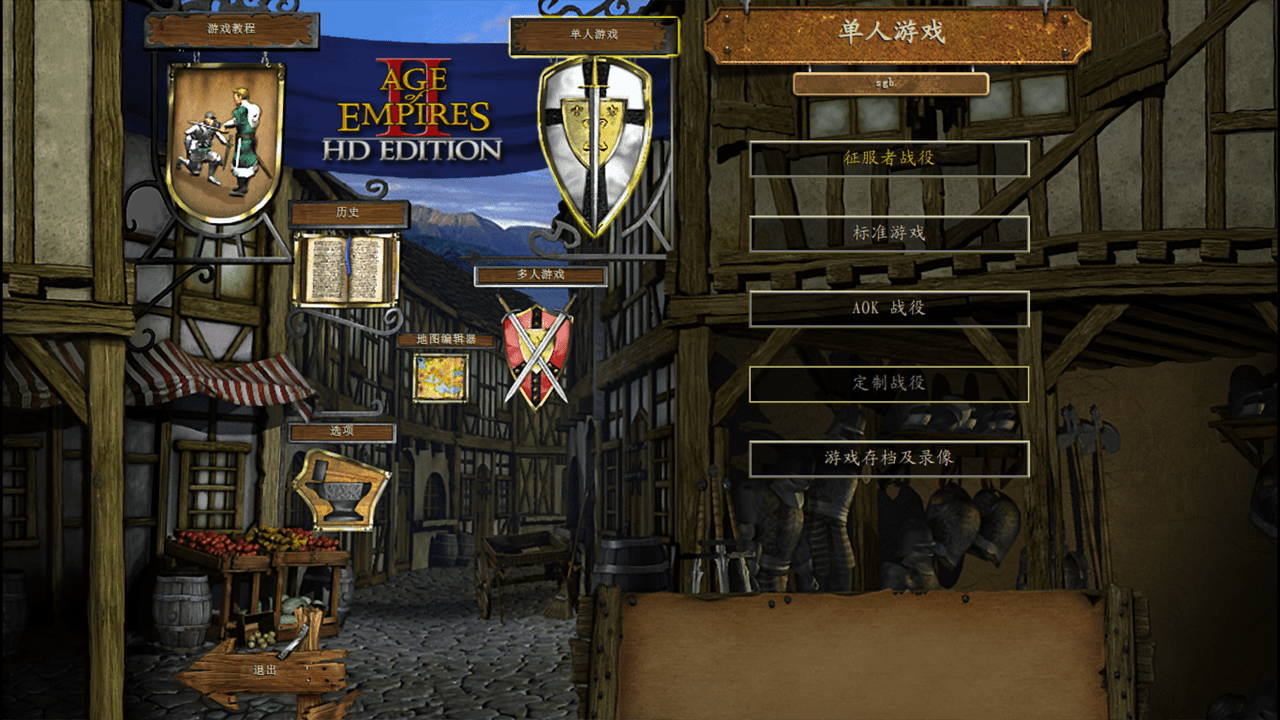 游戏教程
单人游戏
AGE
of
EMPIRES
II
HD EDITION
历史
多人游戏
地图编辑器
选项
退出
单人游戏
sgb
征服者战役
标准游戏
AOK 战役
定制战役
游戏存档及录像